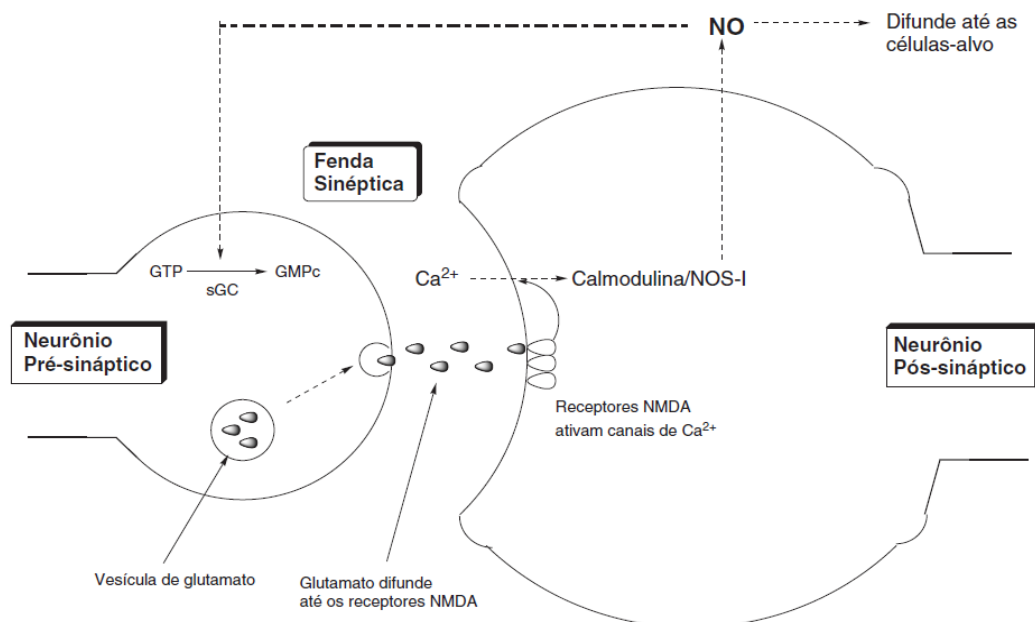 NO
Difunde até as
células-alvo
Fenda
Sinéptica
GTP
GMPc
sGC
Ca²⁺
Calmodulina/NOS-I
Neurônio
Pré-sináptico
Neurônio
Pós-sináptico
Receptores NMDA
ativam canais de Ca²⁺
Vesícula de glutamato
Glutamato difunde
até os receptores NMDA